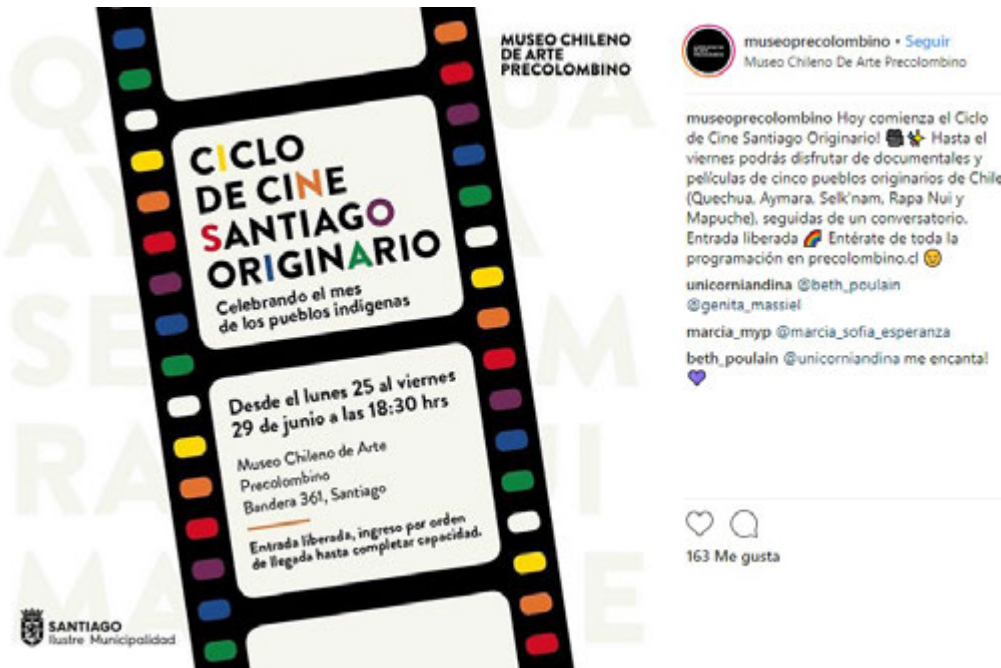 MUSEO CHILENO
DE ARTE
PRECOLOMBINO
CICLO
DE CINE
SANTIAGO
ORIGINARIO
Celebrando el mes
de los pueblos indígenas
Desde el lunes 25 al viernes
29 de junio a las 18:30 hrs
Museo Chileno de Arte
Precolombino
Bandera 361, Santiago
Entrada liberada, ingreso por orden
de llegada hasta completar capacidad.
SANTIAGO
Ilustre Municipalidad
museoprecolombino • Seguir
Museo Chileno De Arte Precolombino
museoprecolombino Hoy comienza el Ciclo
de Cine Santiago Originario! 🎥✨ Hasta el
viernes podrás disfrutar de documentales y
películas de cinco pueblos originarios de Chile
(Quechua, Aymara, Selk'nam, Rapa Nui y
Mapuche), seguidas de un conversatorio.
Entrada liberada 🌈 Entérate de toda la
programación en precolombino.cl 😊
unicorniandina @beth_poulain
@genita_massiel
marcia_myp @marcia_sofia_esperanza
beth_poulain @unicorniandina me encanta!
💜
163 Me gusta